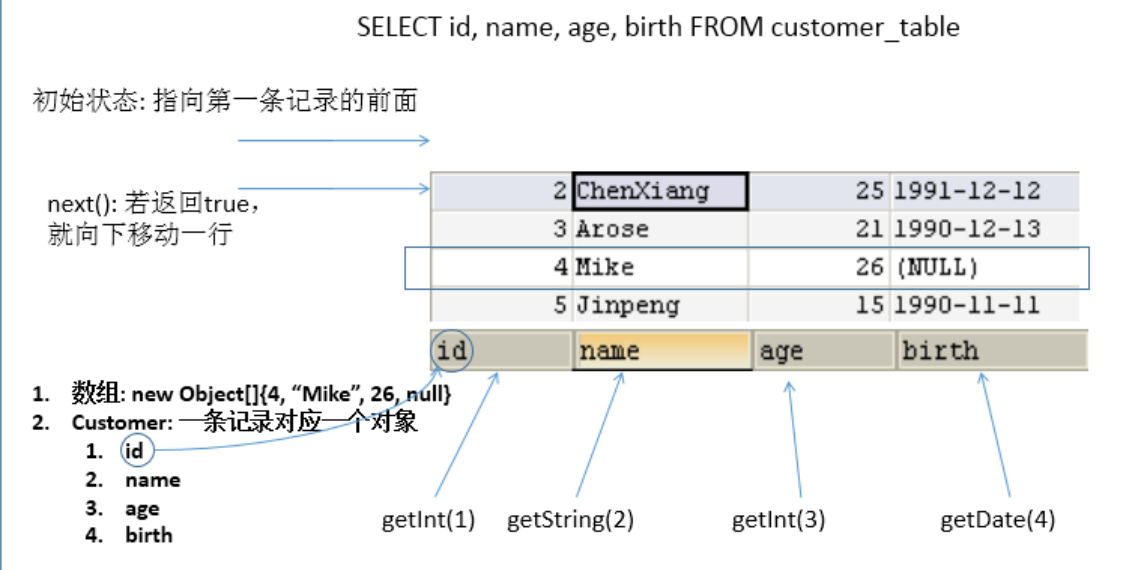 SELECT id, name, age, birth FROM customer_table
初始状态: 指向第一条记录的前面
next(): 若返回true,
就向下移动一行
2 ChenXiang 25 1991-12-12
3 Arose 21 1990-12-13
4 Mike 26 (NULL)
5 Jinpeng 15 1990-11-11
id name age birth
1. 数组: new Object[]{4, “Mike”, 26, null}
2. Customer: 一条记录对应一个对象
1. id
2. name
3. age
4. birth
getInt(1) getString(2) getInt(3) getDate(4)